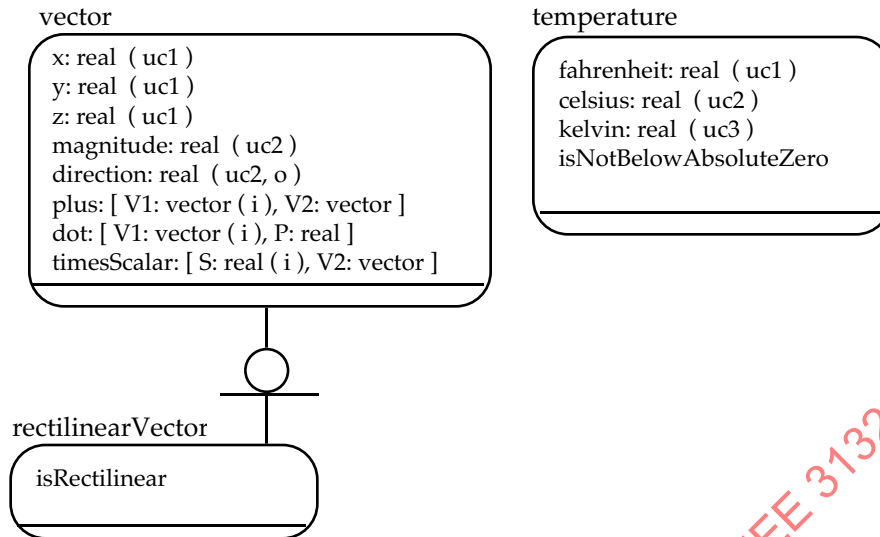 vector
x: real ( uc1 )
y: real ( uc1 )
z: real ( uc1 )
magnitude: real ( uc2 )
direction: real ( uc2, o )
plus: [ V1: vector ( i ), V2: vector ]
dot: [ V1: vector ( i ), P: real ]
timesScalar: [ S: real ( i ), V2: vector ]
temperature
fahrenheit: real ( uc1 )
celsius: real ( uc2 )
kelvin: real ( uc3 )
isNotBelowAbsoluteZero
rectilinearVector
isRectilinear